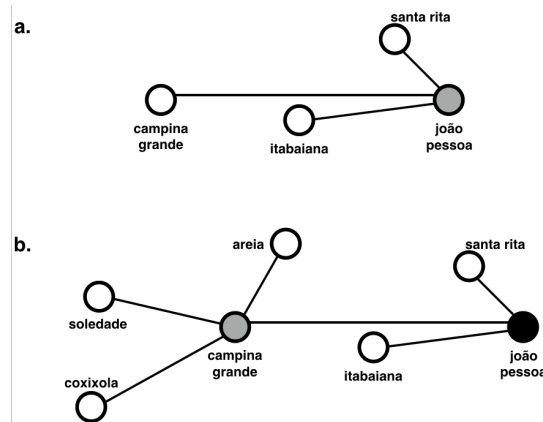 a.
santa rita
campina
grande
itabaiana
joão
pessoa
b.
areia
santa rita
soledade
campina
grande
coxixola
itabaiana
joão
pessoa